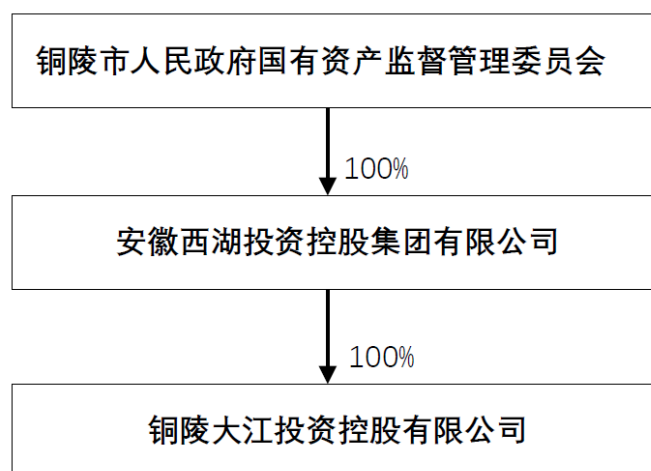 铜陵市人民政府国有资产监督管理委员会
100%
安徽西湖投资控股集团有限公司
100%
铜陵大江投资控股有限公司